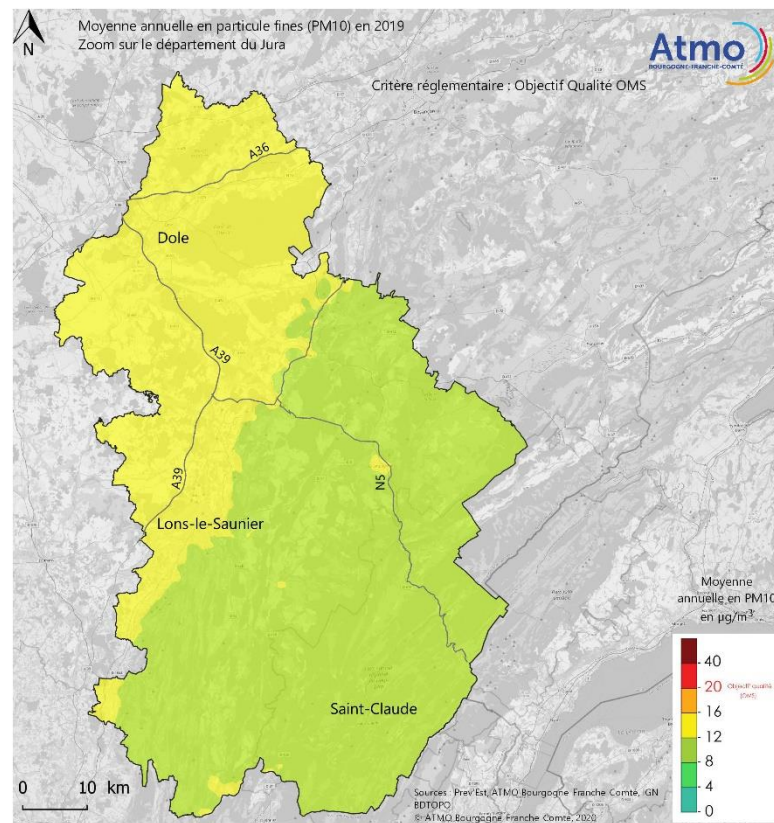 Moyenne annuelle en particule fines (PM10) en 2019
Zoom sur le département du Jura
N
Atmo
BOURGOGNE-FRANCHE-COMTÉ
Critère réglementaire : Objectif Qualité OMS
A36
Dole
A39
A39
N5
Lons-le-Saunier
Saint-Claude
Moyenne
annuelle en PM10
en µg/m³
40
20 Objectif qualité
(OMS)
16
12
8
4
0
0 10 km
Sources : Prev'Est, ATMO Bourgogne Franche Comté, IGN
BDTOPO
© ATMO Bourgogne Franche Comté, 2020